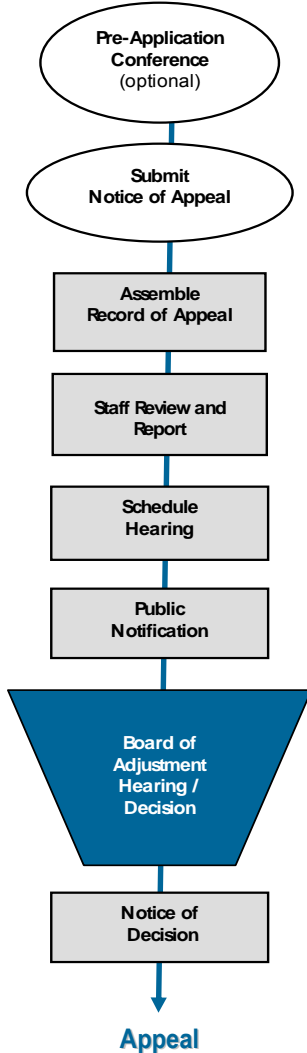 Pre-Application
Conference
(optional)
Submit
Notice of Appeal
Assemble
Record of Appeal
Staff Review and
Report
Schedule
Hearing
Public
Notification
Board of
Adjustment
Hearing /
Decision
Notice of
Decision
Appeal